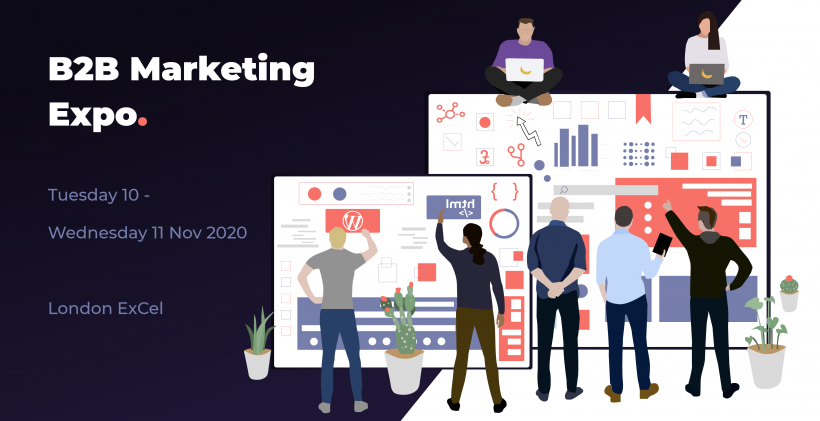 B2B Marketing
Expo.
Tuesday 10 -
Wednesday 11 Nov 2020
London ExCel
T
{ }
html
</>